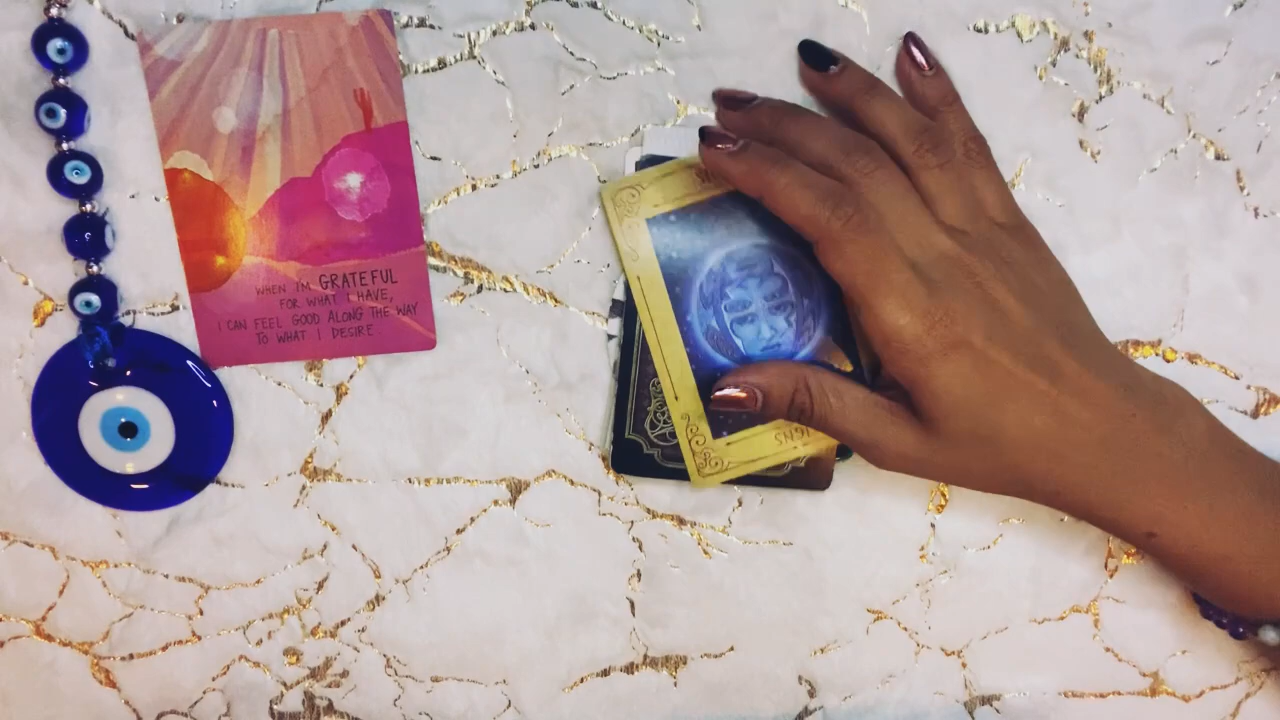 WHEN I'M GRATEFUL
FOR WHAT I HAVE,
I CAN FEEL GOOD ALONG THE WAY
TO WHAT I DESIRE.